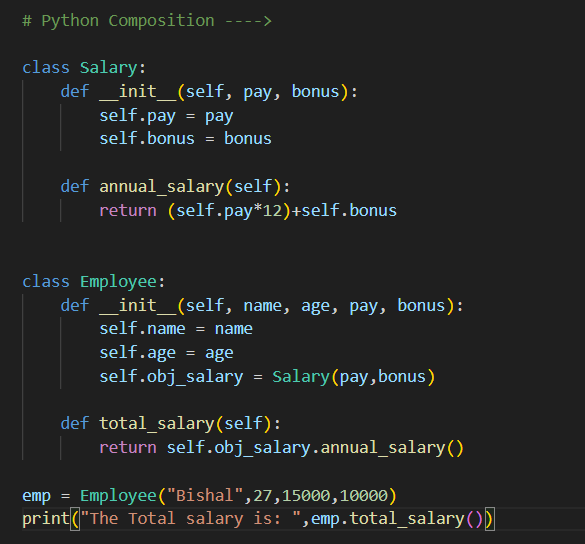 # Python Composition ---->
class Salary:
    def __init__(self, pay, bonus):
        self.pay = pay
        self.bonus = bonus
    def annual_salary(self):
        return (self.pay*12)+self.bonus
class Employee:
    def __init__(self, name, age, pay, bonus):
        self.name = name
        self.age = age
        self.obj_salary = Salary(pay,bonus)
    def total_salary(self):
        return self.obj_salary.annual_salary()
emp = Employee("Bishal",27,15000,10000)
print("The Total salary is: ",emp.total_salary())